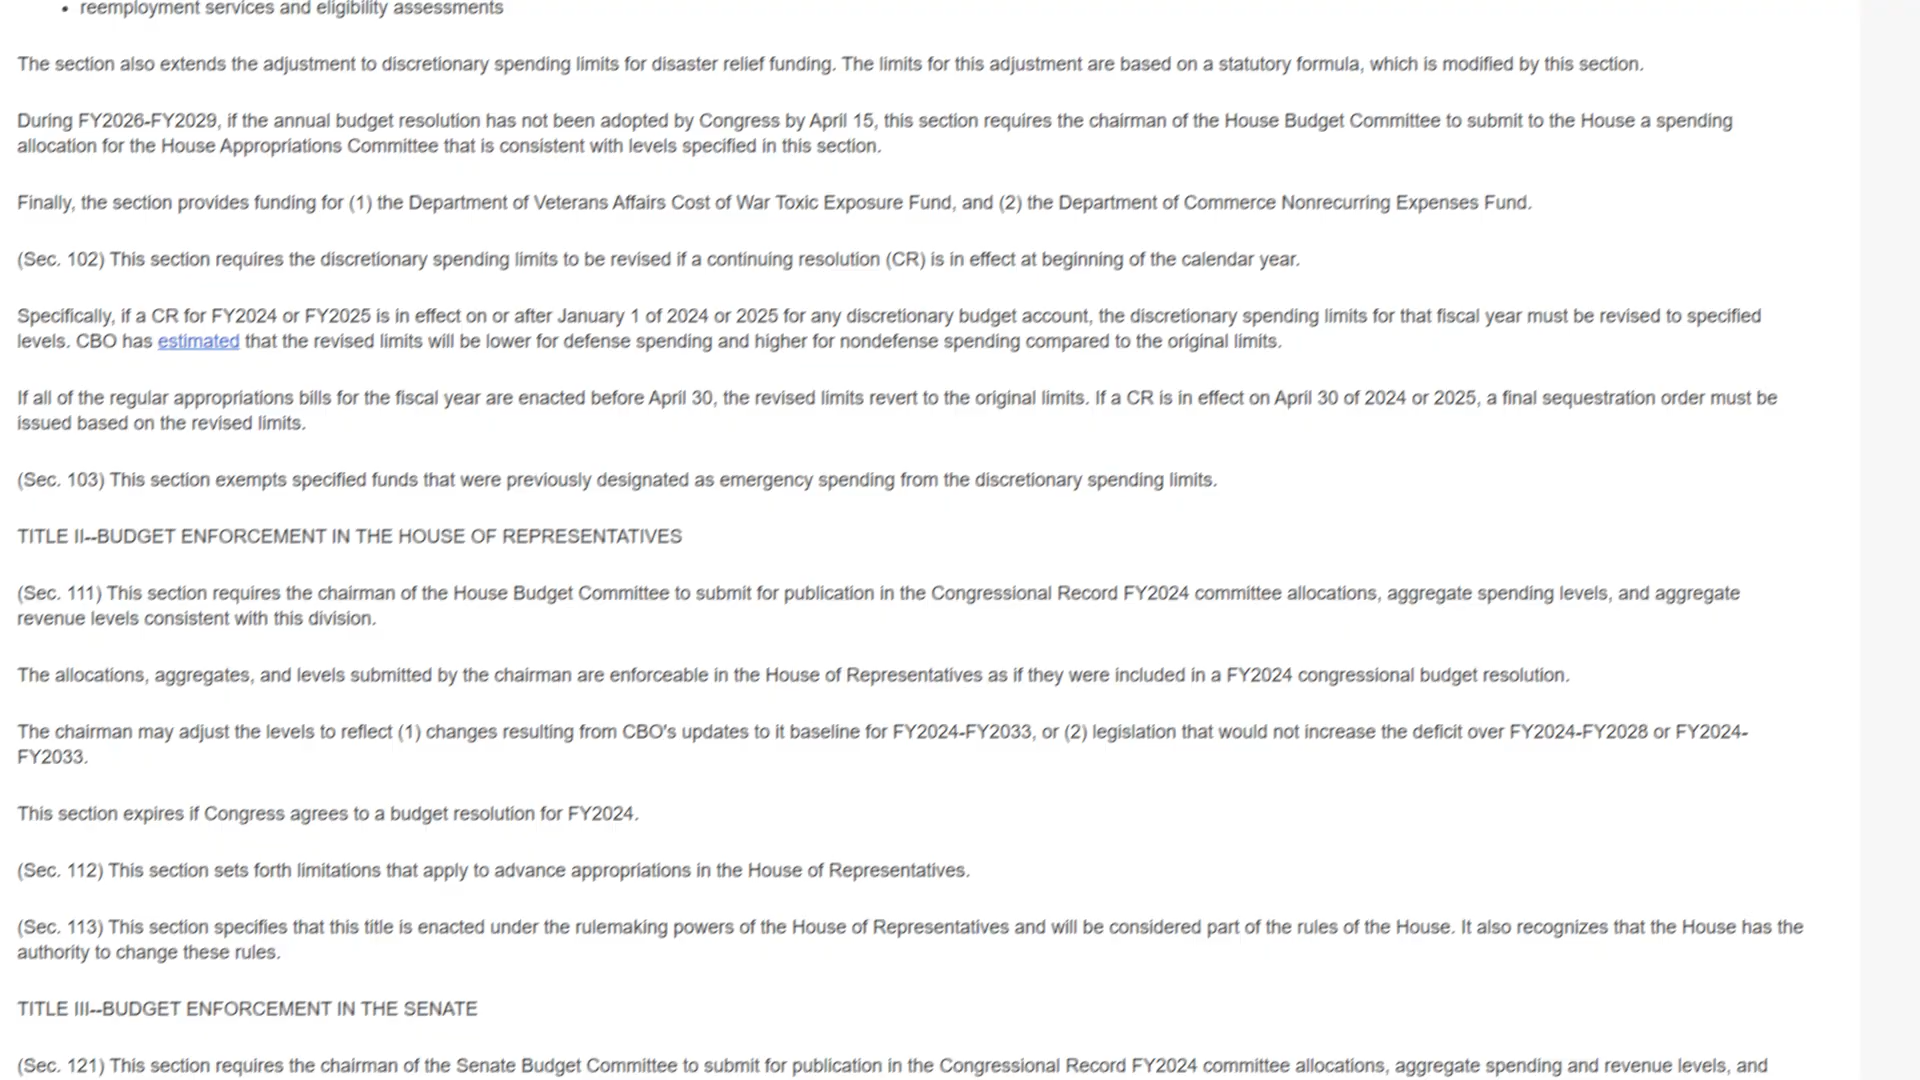 • reemployment services and eligibility assessments
The section also extends the adjustment to discretionary spending limits for disaster relief funding. The limits for this adjustment are based on a statutory formula, which is modified by this section.
During FY2026-FY2029, if the annual budget resolution has not been adopted by Congress by April 15, this section requires the chairman of the House Budget Committee to submit to the House a spending
allocation for the House Appropriations Committee that is consistent with levels specified in this section.
Finally, the section provides funding for (1) the Department of Veterans Affairs Cost of War Toxic Exposure Fund, and (2) the Department of Commerce Nonrecurring Expenses Fund.
(Sec. 102) This section requires the discretionary spending limits to be revised if a continuing resolution (CR) is in effect at beginning of the calendar year.
Specifically, if a CR for FY2024 or FY2025 is in effect on or after January 1 of 2024 or 2025 for any discretionary budget account, the discretionary spending limits for that fiscal year must be revised to specified
levels. CBO has estimated that the revised limits will be lower for defense spending and higher for nondefense spending compared to the original limits.
If all of the regular appropriations bills for the fiscal year are enacted before April 30, the revised limits revert to the original limits. If a CR is in effect on April 30 of 2024 or 2025, a final sequestration order must be
issued based on the revised limits.
(Sec. 103) This section exempts specified funds that were previously designated as emergency spending from the discretionary spending limits.
TITLE II--BUDGET ENFORCEMENT IN THE HOUSE OF REPRESENTATIVES
(Sec. 111) This section requires the chairman of the House Budget Committee to submit for publication in the Congressional Record FY2024 committee allocations, aggregate spending levels, and aggregate
revenue levels consistent with this division.
The allocations, aggregates, and levels submitted by the chairman are enforceable in the House of Representatives as if they were included in a FY2024 congressional budget resolution.
The chairman may adjust the levels to reflect (1) changes resulting from CBO's updates to it baseline for FY2024-FY2033, or (2) legislation that would not increase the deficit over FY2024-FY2028 or FY2024-
FY2033.
This section expires if Congress agrees to a budget resolution for FY2024.
(Sec. 112) This section sets forth limitations that apply to advance appropriations in the House of Representatives.
(Sec. 113) This section specifies that this title is enacted under the rulemaking powers of the House of Representatives and will be considered part of the rules of the House. It also recognizes that the House has the
authority to change these rules.
TITLE III--BUDGET ENFORCEMENT IN THE SENATE
(Sec. 121) This section requires the chairman of the Senate Budget Committee to submit for publication in the Congressional Record FY2024 committee allocations, aggregate spending and revenue levels, and